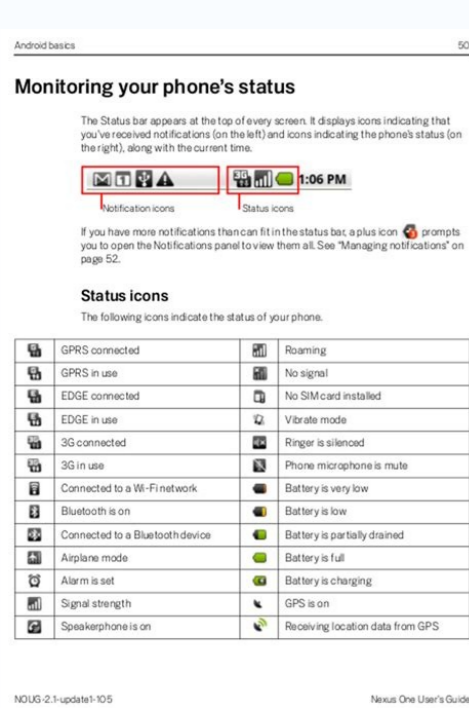 Android basics 50
Monitoring your phone's status
The Status bar appears at the top of every screen. It displays icons indicating that
you've received notifications (on the left) and icons indicating the phone's status (on
the right), along with the current time.
1 3G 1:06 PM
Notification icons Status icons
If you have more notifications than can fit in the status bar, a plus icon prompts
you to open the Notifications panel to view them all. See "Managing notifications" on
page 52.
Status icons
The following icons indicate the status of your phone.
GPRS connected Roaming
GPRS in use No signal
EDGE connected No SIM card installed
EDGE in use Vibrate mode
3G connected Ringer is silenced
3G in use Phone microphone is mute
Connected to a Wi-Fi network Battery is very low
Bluetooth is on Battery is low
Connected to a Bluetooth device Battery is partially drained
Airplane mode Battery is full
Alarm is set Battery is charging
Signal strength GPS is on
Speakerphone is on Receiving location data from GPS
NOUG-2.1-update1-105 Nexus One User's Guide